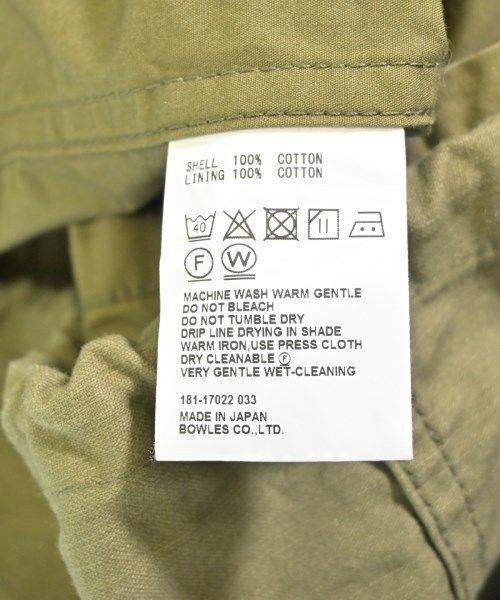 SHELL 100% COTTON
LINING 100% COTTON
40
F W
MACHINE WASH WARM GENTLE
DO NOT BLEACH
DO NOT TUMBLE DRY
DRIP LINE DRYING IN SHADE
WARM IRON,USE PRESS CLOTH
DRY CLEANABLE Ⓕ
VERY GENTLE WET-CLEANING
181-17022 033
MADE IN JAPAN
BOWLES CO.,LTD.